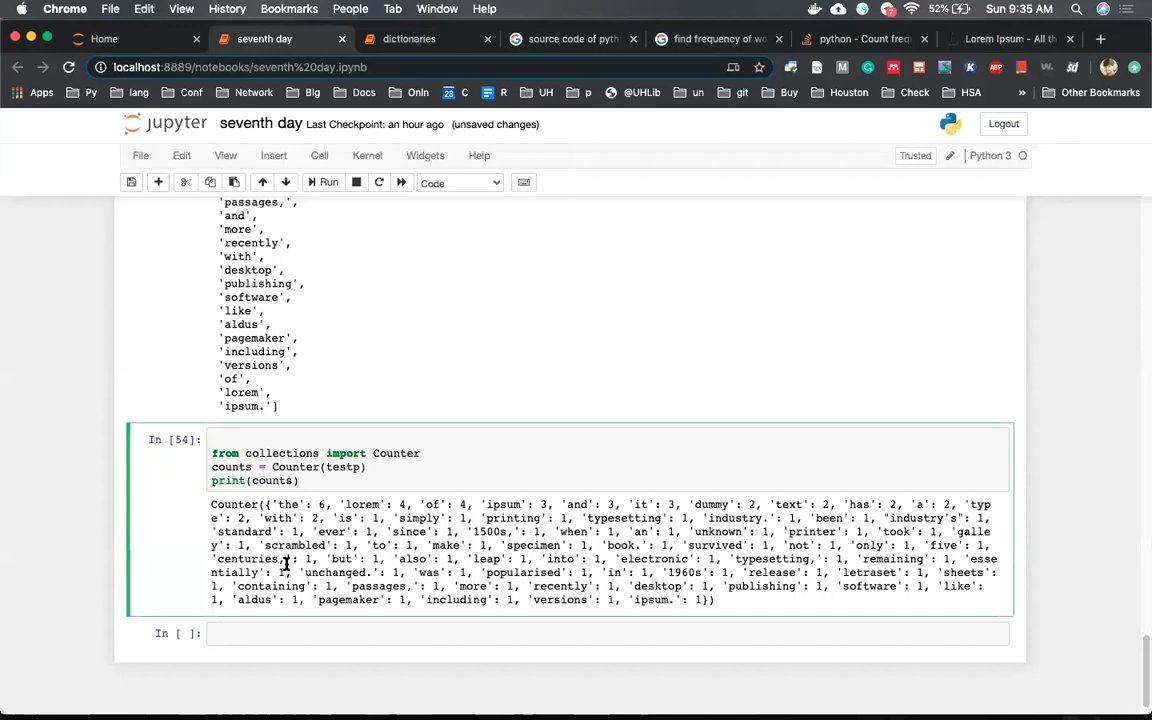 Chrome File Edit View History Bookmarks People Tab Window Help 52% Sun 9:35 AM
Home seventh day dictionaries source code of pyth find frequency of wo python - Count freq Lorem Ipsum - All th
localhost:8889/notebooks/seventh%20day.ipynb
Apps Py lang Conf Network Blg Docs OnIn 28 C R UH p @UHLib un git Buy Houston Check HSA » Other Bookmarks
jupyter seventh day Last Checkpoint: an hour ago (unsaved changes) Logout
File Edit View Insert Cell Kernel Widgets Help Trusted Python 3
Run Code
'passages,',
'and',
'more',
'recently',
'with',
'desktop',
'publishing',
'software',
'like',
'aldus',
'pagemaker',
'including',
'versions',
'of',
'lorem',
'ipsum.']
In [54]:
from collections import Counter
counts = Counter(testp)
print(counts)
Counter({'the': 6, 'lorem': 4, 'of': 4, 'ipsum': 3, 'and': 3, 'it': 3, 'dummy': 2, 'text': 2, 'has': 2, 'a': 2, 'typ
e': 2, 'with': 2, 'is': 1, 'simply': 1, 'printing': 1, 'typesetting': 1, 'industry.': 1, 'been': 1, "industry's": 1,
'standard': 1, 'ever': 1, 'since': 1, '1500s,': 1, 'when': 1, 'an': 1, 'unknown': 1, 'printer': 1, 'took': 1, 'galle
y': 1, 'scrambled': 1, 'to': 1, 'make': 1, 'specimen': 1, 'book.': 1, 'survived': 1, 'not': 1, 'only': 1, 'five': 1,
'centuries,': 1, 'but': 1, 'also': 1, 'leap': 1, 'into': 1, 'electronic': 1, 'typesetting,': 1, 'remaining': 1, 'esse
ntially': 1, 'unchanged.': 1, 'was': 1, 'popularised': 1, 'in': 1, '1960s': 1, 'release': 1, 'letraset': 1, 'sheets':
1, 'containing': 1, 'passages,': 1, 'more': 1, 'recently': 1, 'desktop': 1, 'publishing': 1, 'software': 1, 'like':
1, 'aldus': 1, 'pagemaker': 1, 'including': 1, 'versions': 1, 'ipsum.': 1})
In [ ]: